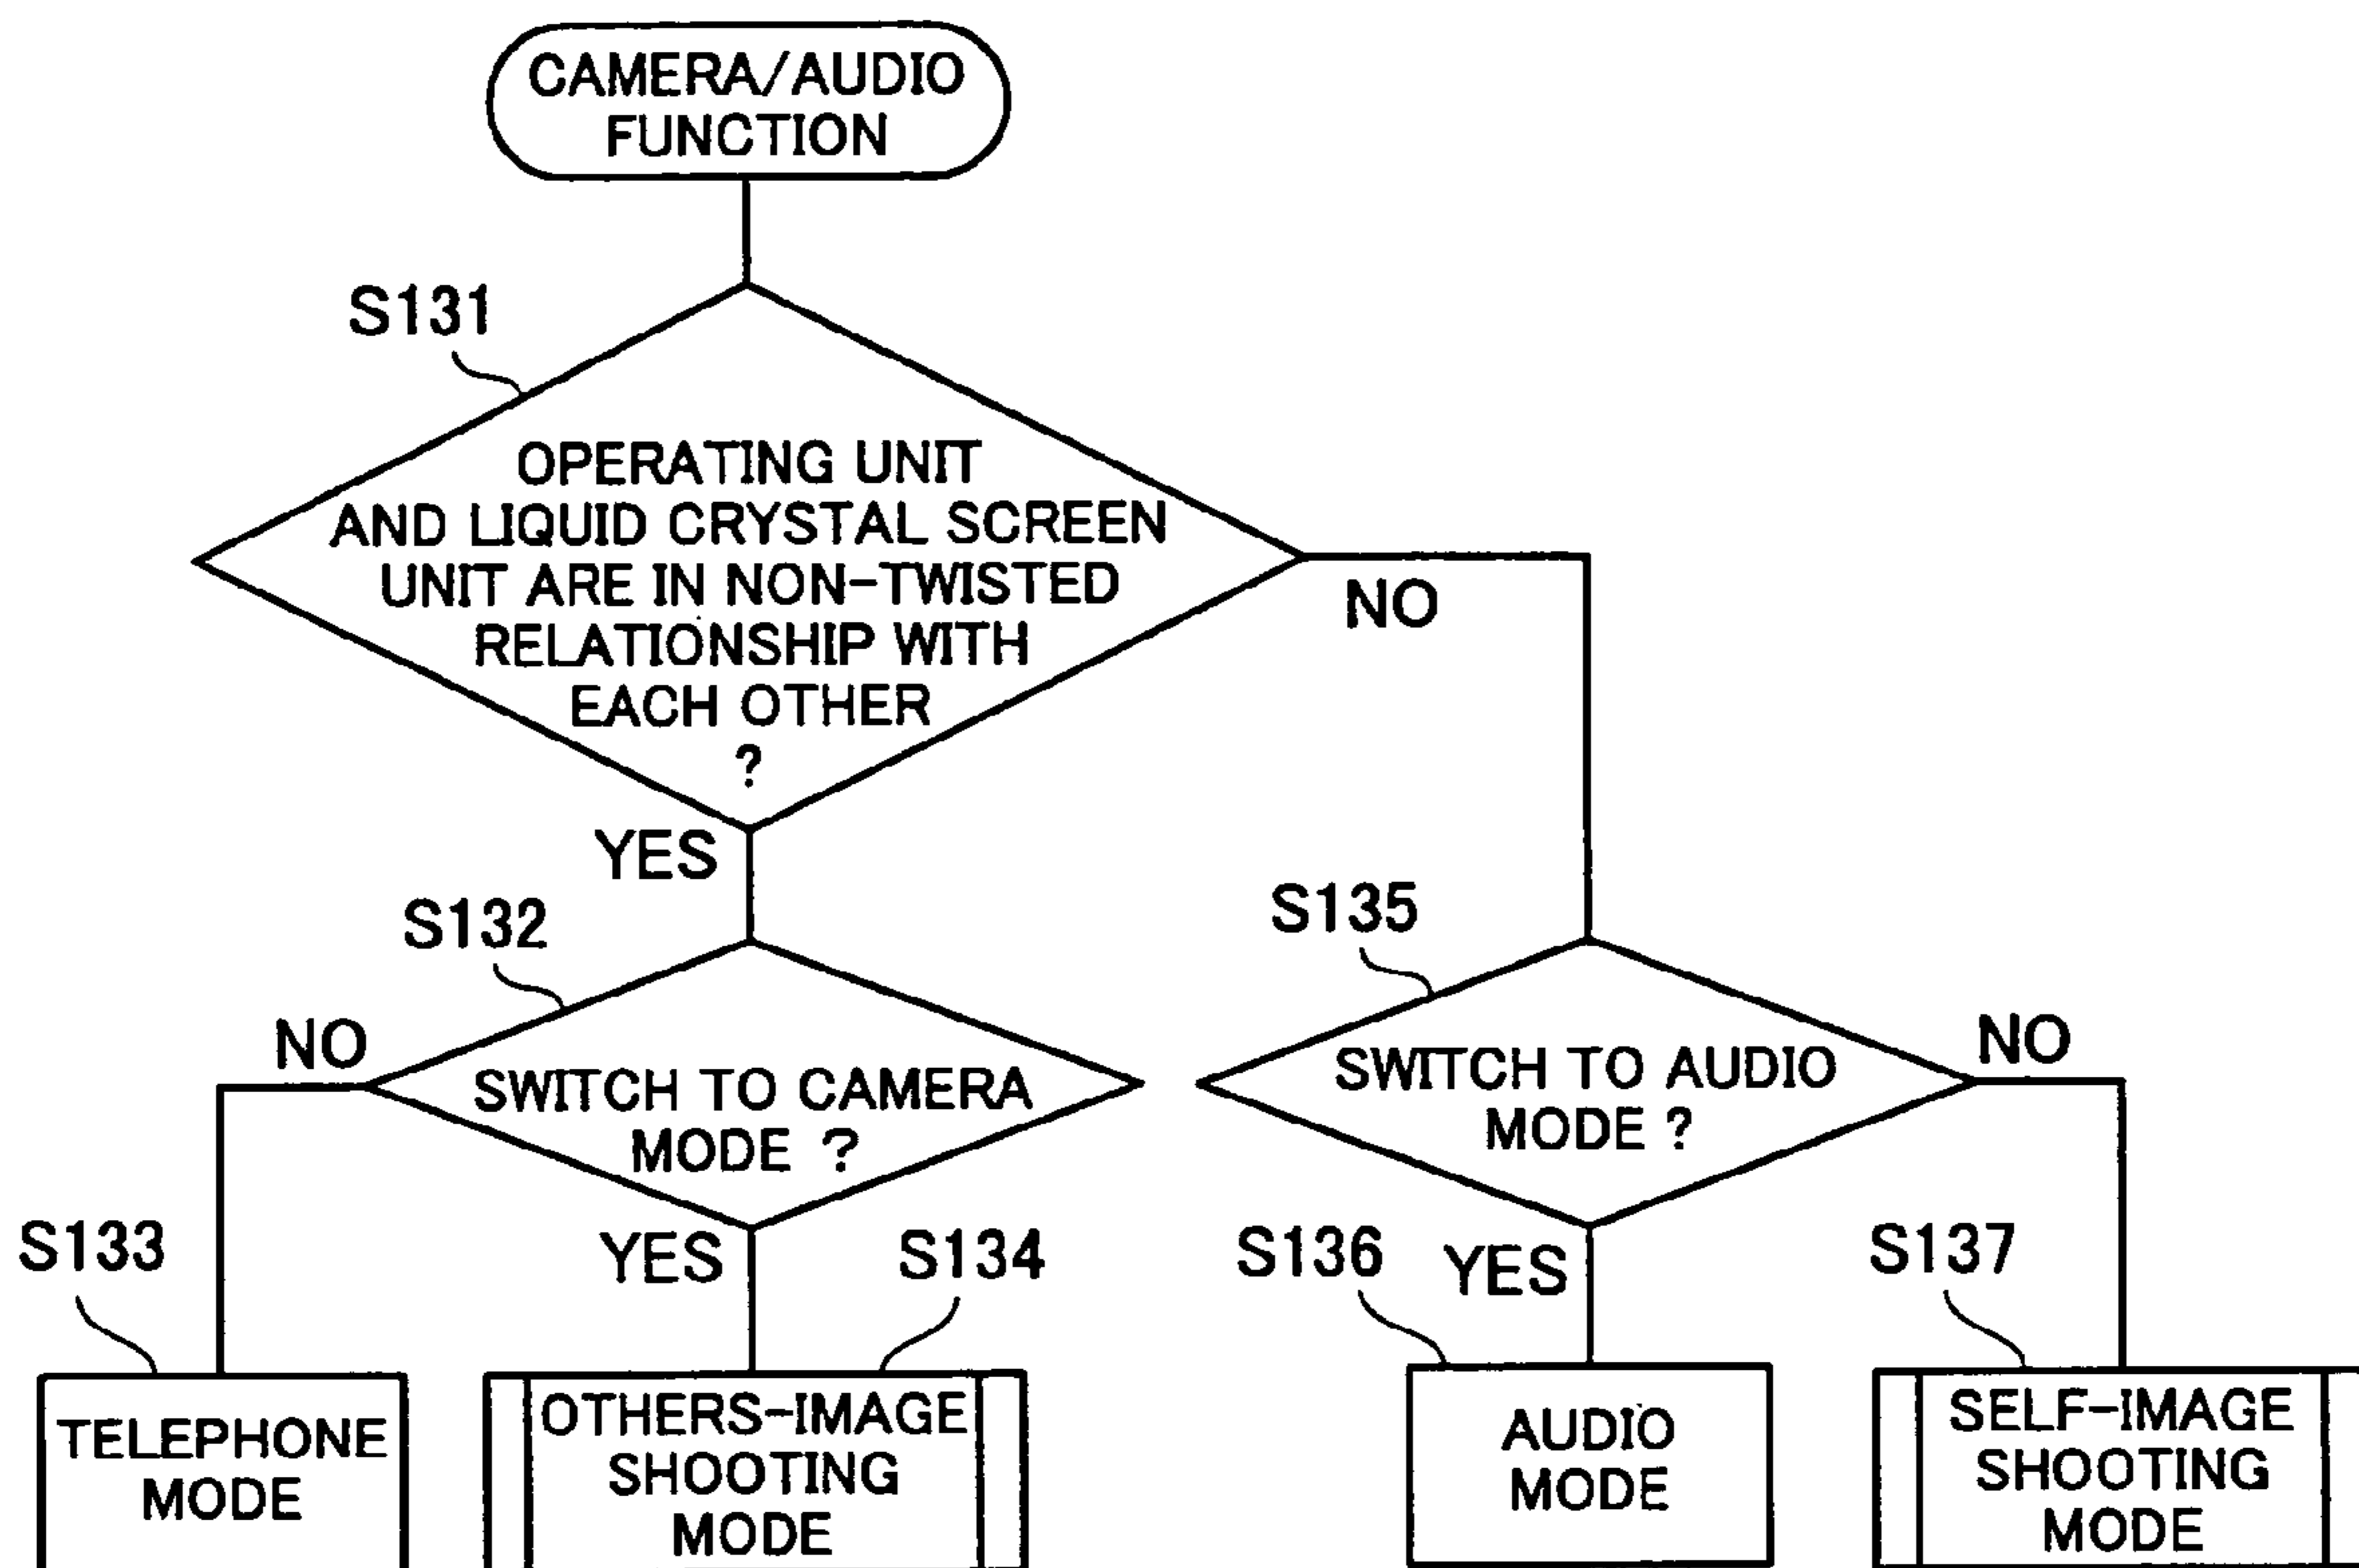 CAMERA/AUDIO
FUNCTION
S131
OPERATING UNIT
AND LIQUID CRYSTAL SCREEN
UNIT ARE IN NON-TWISTED
RELATIONSHIP WITH
EACH OTHER
?
NO
YES
S132
S135
NO
SWITCH TO CAMERA
MODE ?
SWITCH TO AUDIO
MODE ?
NO
S133
YES
S134
S136
YES
S137
TELEPHONE
MODE
OTHERS-IMAGE
SHOOTING
MODE
AUDIO
MODE
SELF-IMAGE
SHOOTING
MODE